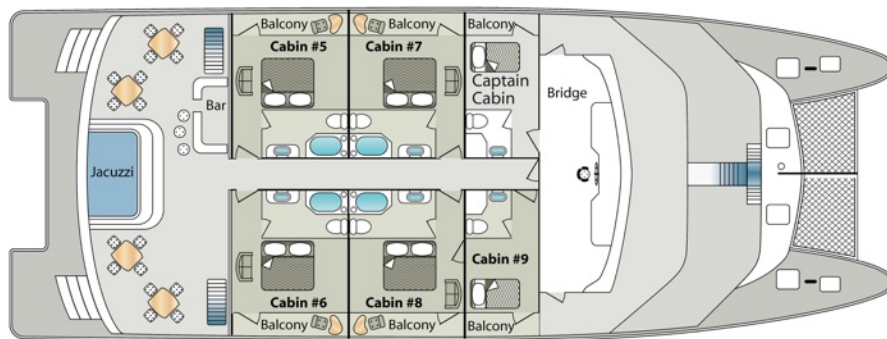 Balcony
Balcony
Balcony
Cabin #5
Cabin #7
Captain
Cabin
Bar
Bridge
Jacuzzi
Cabin #9
Cabin #6
Cabin #8
Balcony
Balcony
Balcony